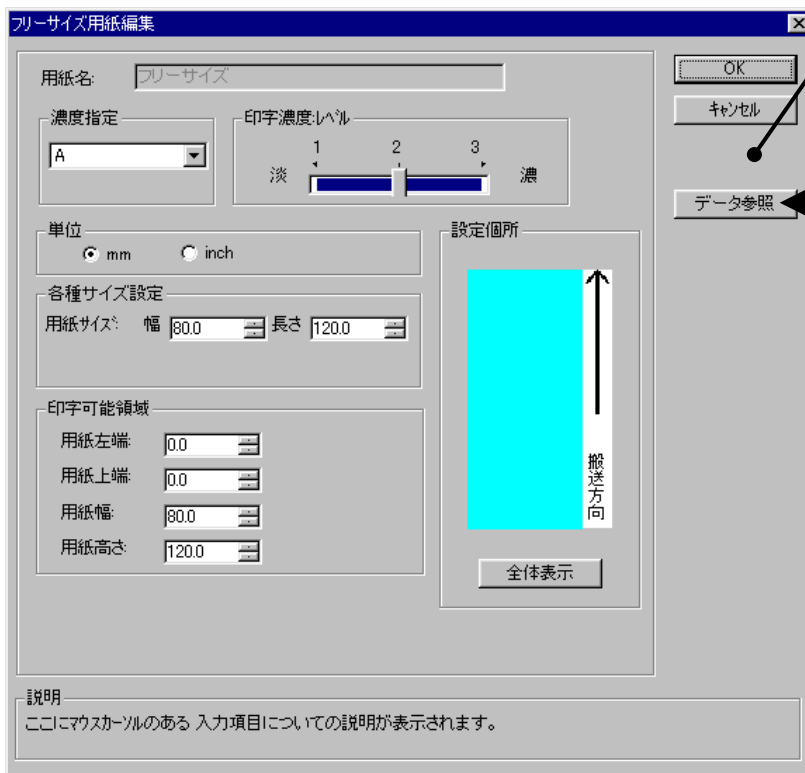 フリーサイズ用紙編集
用紙名: フリーサイズ
OK
キャンセル
データ参照
濃度指定
A
印字濃度:レベル
1 2 3
淡 濃
単位
mm inch
各種サイズ設定
用紙サイズ: 幅 80.0 長さ 120.0
印字可能領域
用紙左端: 0.0
用紙上端: 0.0
用紙幅: 80.0
用紙高さ: 120.0
設定個所
搬送方向
全体表示
説明
ここにマウスカーソルのある 入力項目についての説明が表示されます。